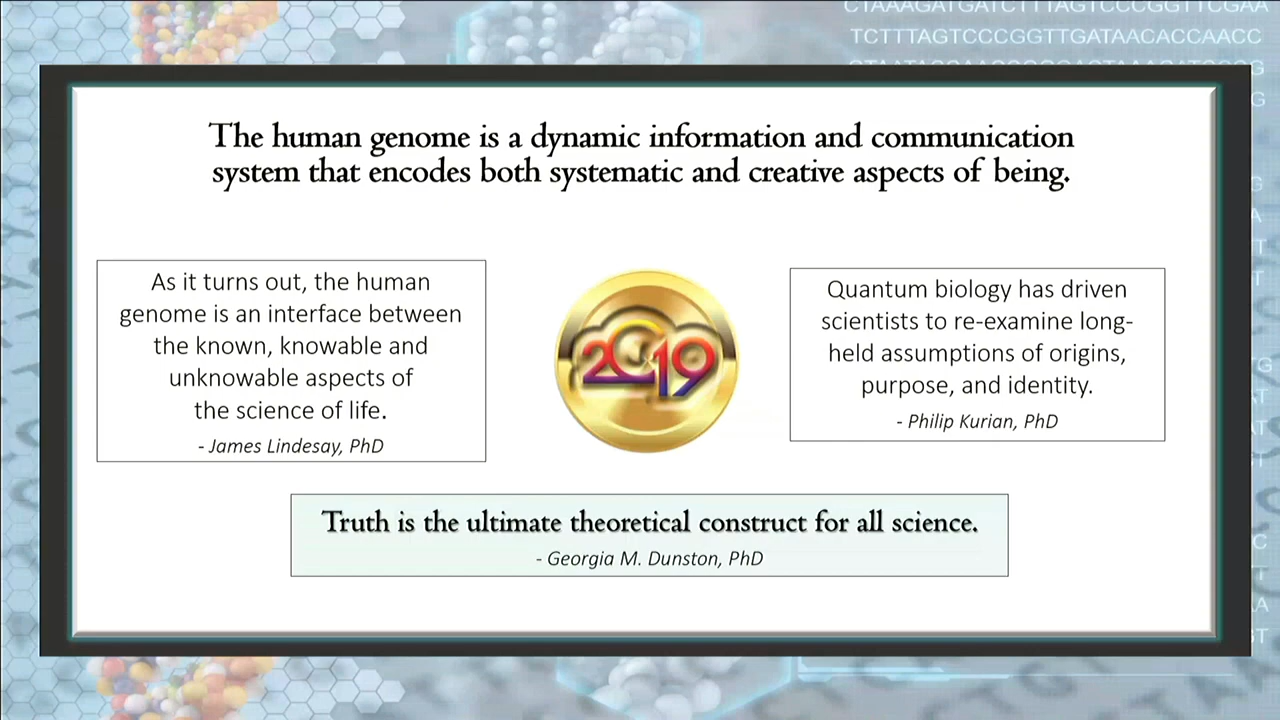 CTAAAGATGATCTTTAGTCCCGGTTCGAA
TCTTTAGTCCCGGTTGATAACACCAACC
The human genome is a dynamic information and communication
system that encodes both systematic and creative aspects of being.
As it turns out, the human
genome is an interface between
the known, knowable and
unknowable aspects of
the science of life.
- James Lindesay, PhD
2019
Quantum biology has driven
scientists to re-examine long-
held assumptions of origins,
purpose, and identity.
- Philip Kurian, PhD
Truth is the ultimate theoretical construct for all science.
- Georgia M. Dunston, PhD